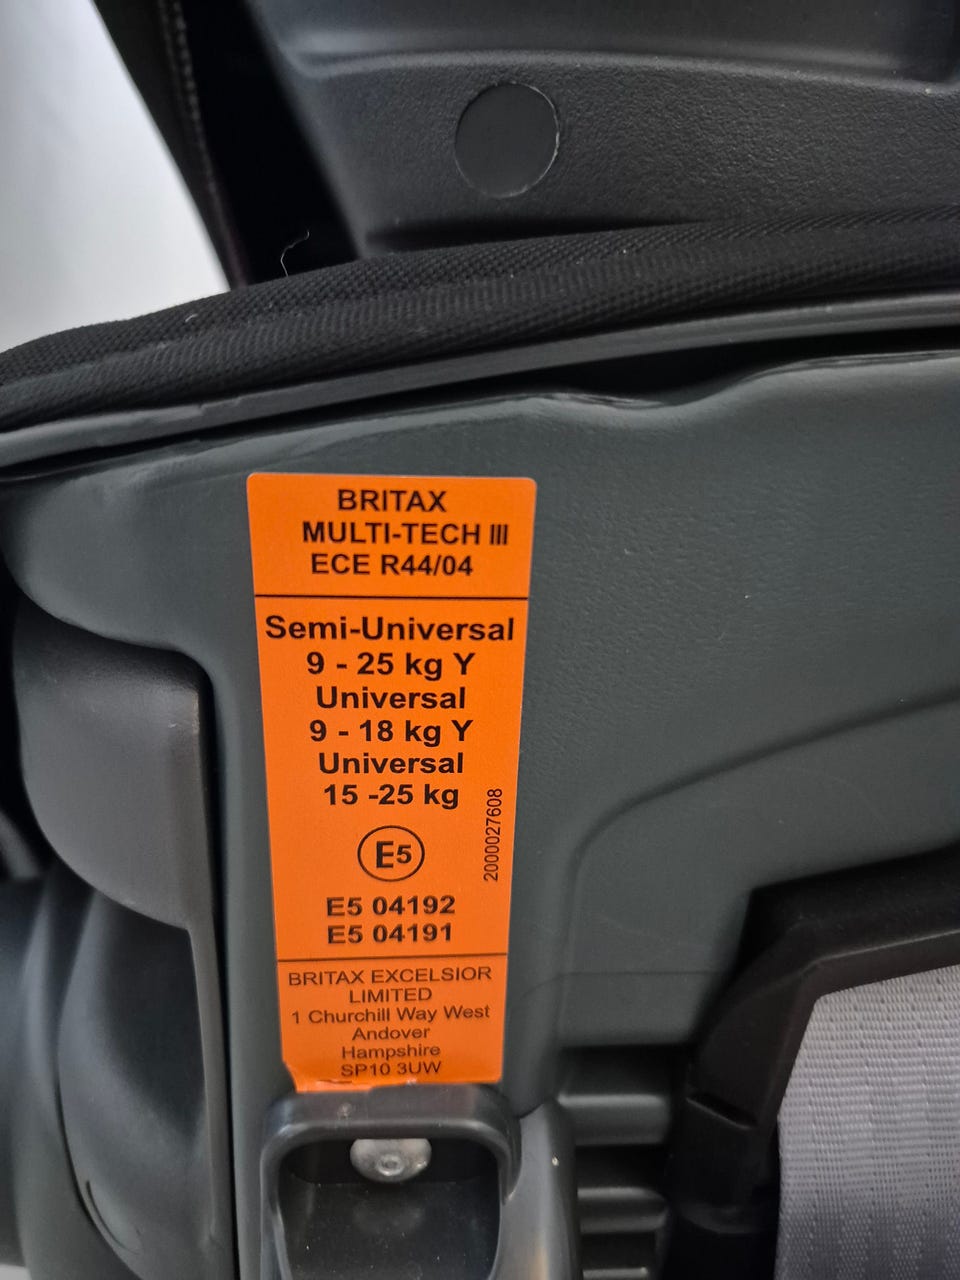 BRITAX
MULTI-TECH III
ECE R44/04
Semi-Universal
9 - 25 kg Y
Universal
9 - 18 kg Y
Universal
15 -25 kg
2000027608
E5
E5 04192
E5 04191
BRITAX EXCELSIOR
LIMITED
1 Churchill Way West
Andover
Hampshire
SP10 3UW